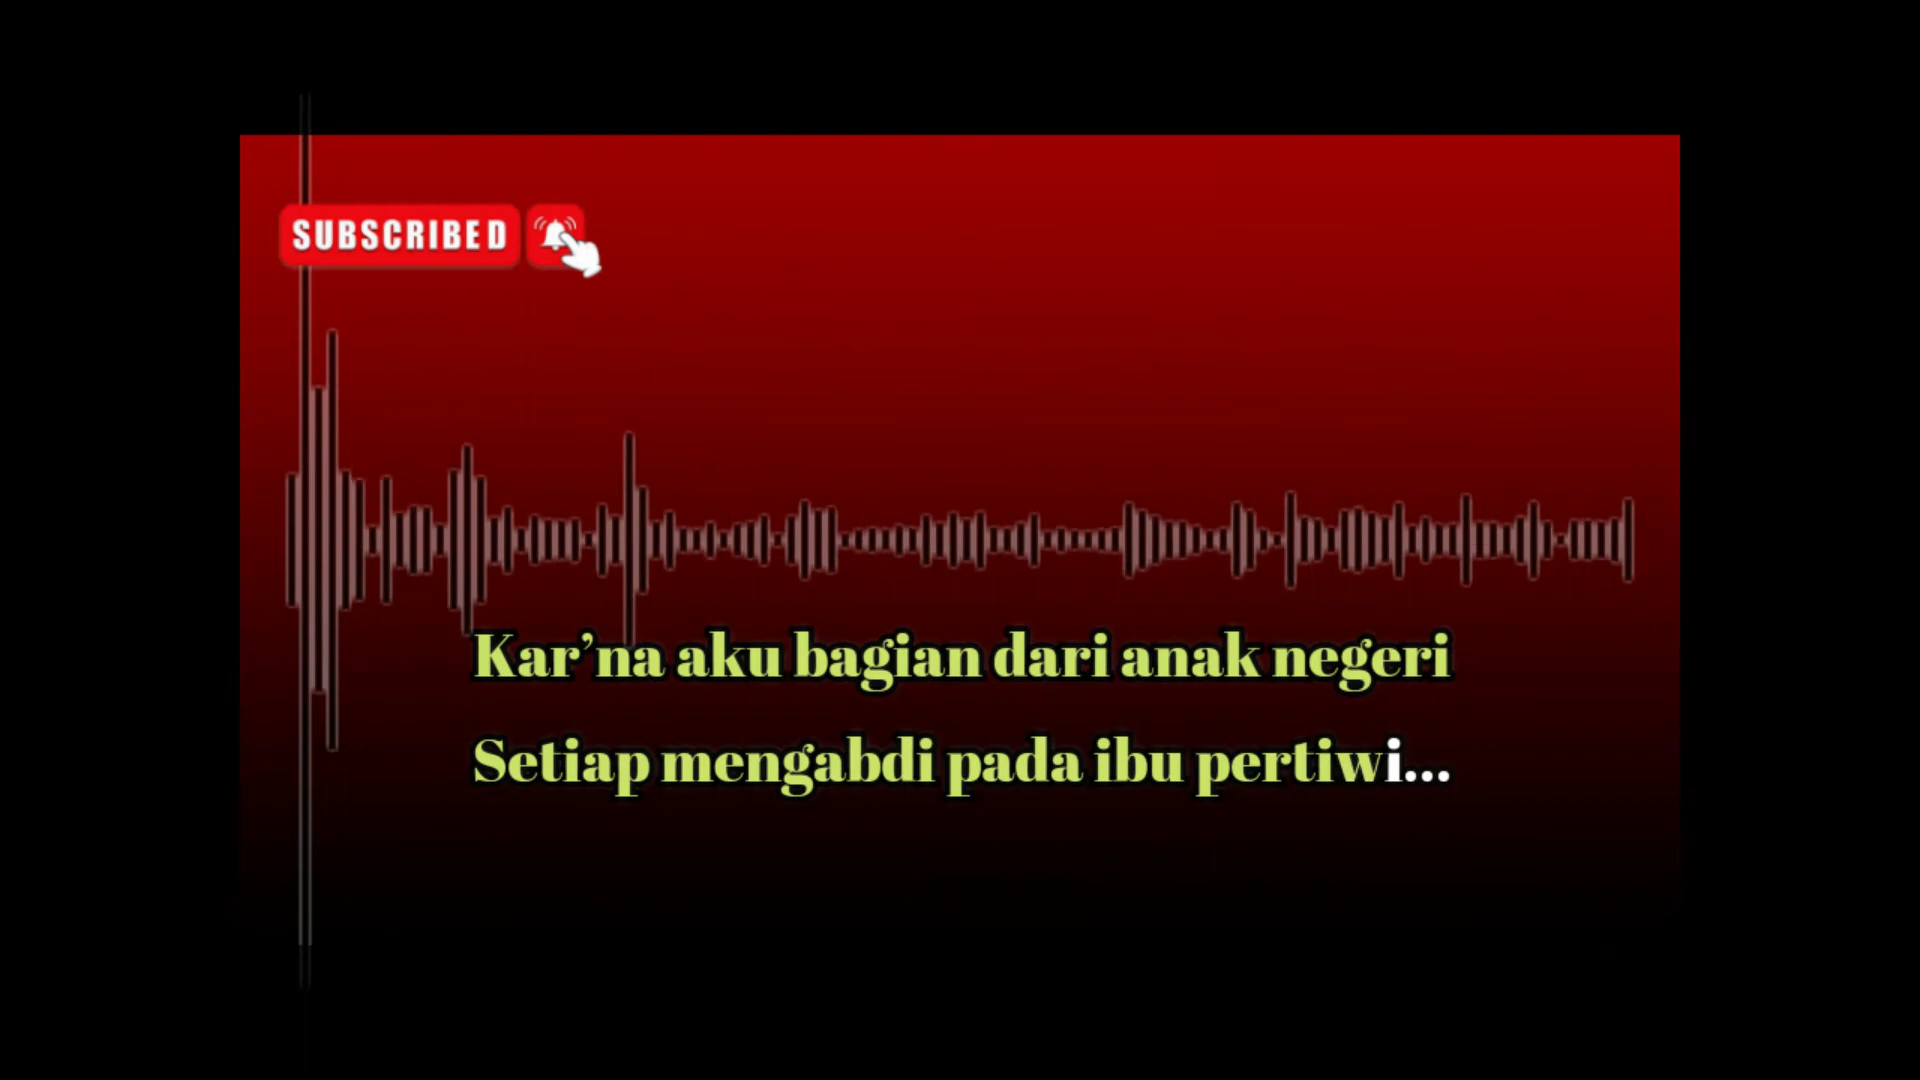 SUBSCRIBED
Kar’na aku bagian dari anak negeri
Setiap mengabdi pada ibu pertiwi...